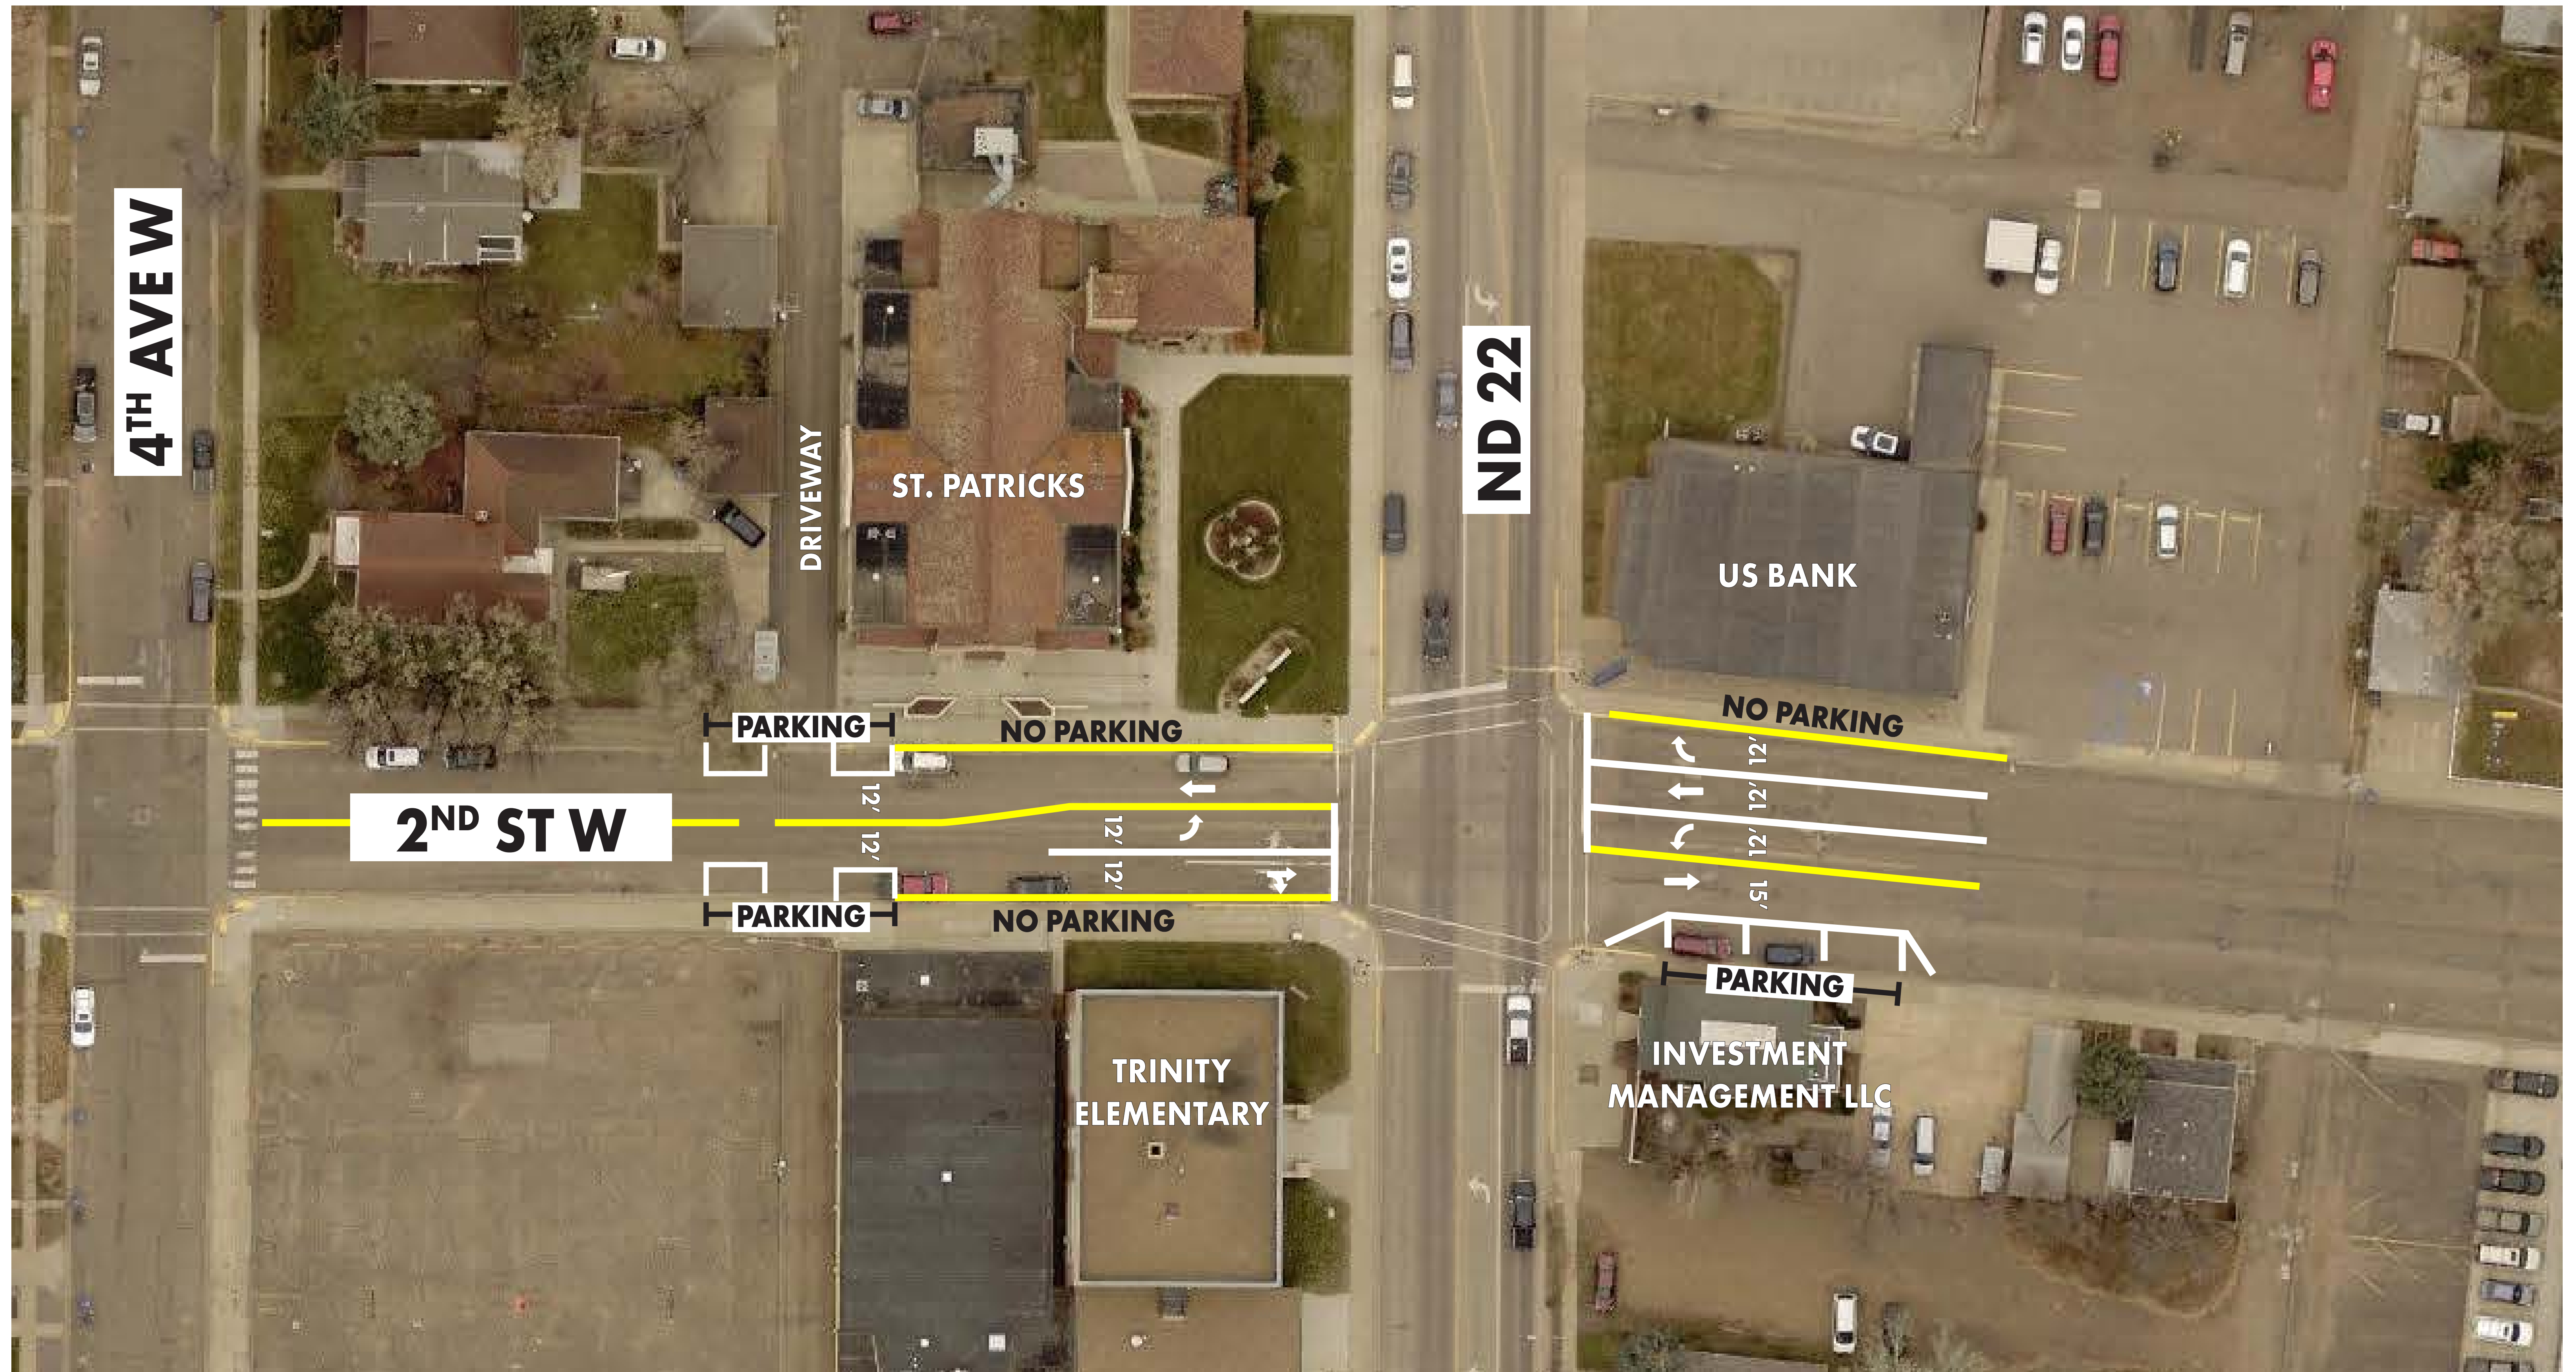 4TH AVE W
DRIVEWAY
ST. PATRICKS
ND 22
US BANK
PARKING
NO PARKING
NO PARKING
12'
12'
12'
12'
12'
12'
12'
15'
2ND ST W
PARKING
NO PARKING
PARKING
TRINITY
ELEMENTARY
INVESTMENT
MANAGEMENT LLC